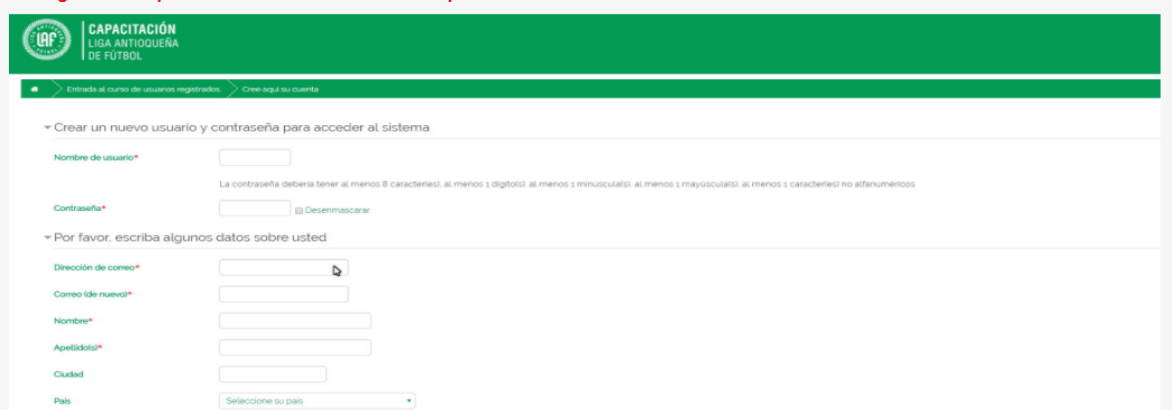 CAPACITACIÓN
LIGA ANTIOQUEÑA
DE FÚTBOL
LAF
Entrada al curso de usuarios registrados. Cree aquí su cuenta
Crear un nuevo usuario y contraseña para acceder al sistema
Nombre de usuario*
La contraseña debería tener al menos 8 caracter(es), al menos 1 dígito(s), al menos 1 minúscula(s), al menos 1 mayúscula(s), al menos 1 caracter(es) no alfanuméricos
Contraseña*
Desenmascarar
Por favor, escriba algunos datos sobre usted
Dirección de correo*
Correo (de nuevo)*
Nombre*
Apellido(s)*
Ciudad
País Seleccione su país